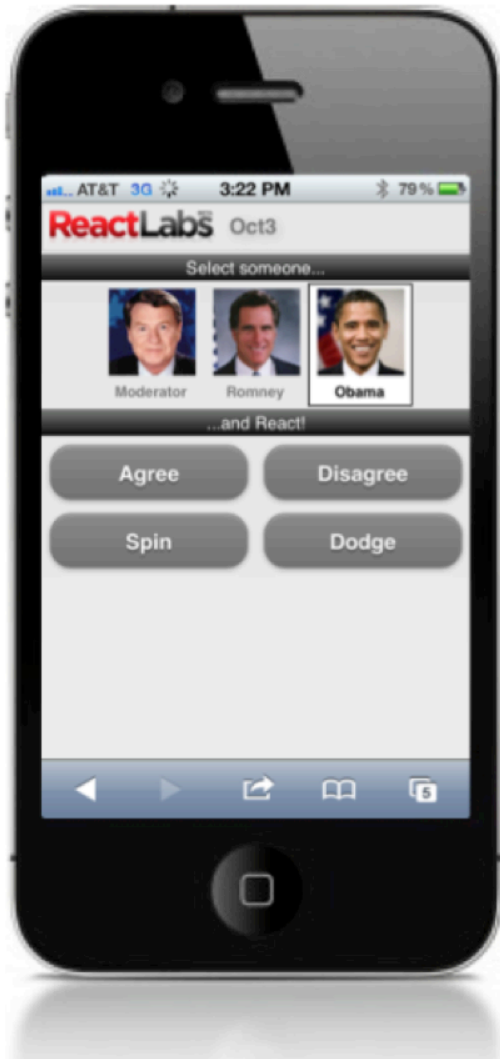 AT&T 3G 3:22 PM 79%
ReactLabs Oct3
Select someone...
Moderator Romney Obama
...and React!
Agree Disagree
Spin Dodge
5